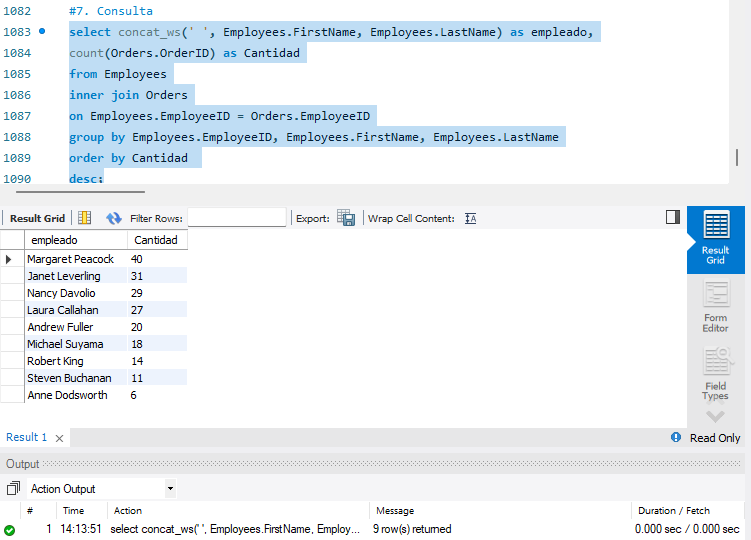 1082 #7. Consulta
1083 select concat_ws(' ', Employees.FirstName, Employees.LastName) as empleado,
1084 count(Orders.OrderID) as Cantidad
1085 from Employees
1086 inner join Orders
1087 on Employees.EmployeeID = Orders.EmployeeID
1088 group by Employees.EmployeeID, Employees.FirstName, Employees.LastName
1089 order by Cantidad
1090 desc;
Result Grid Filter Rows: Export: Wrap Cell Content: IA
empleado Cantidad
Margaret Peacock 40
Janet Leverling 31
Nancy Davolio 29
Laura Callahan 27
Andrew Fuller 20
Michael Suyama 18
Robert King 14
Steven Buchanan 11
Anne Dodsworth 6
Result
Grid
Form
Editor
Field
Types
Result 1 × Read Only
Output
Action Output
# Time Action Message Duration / Fetch
1 14:13:51 select concat_ws(' ', Employees.FirstName, Employ... 9 row(s) returned 0.000 sec / 0.000 sec